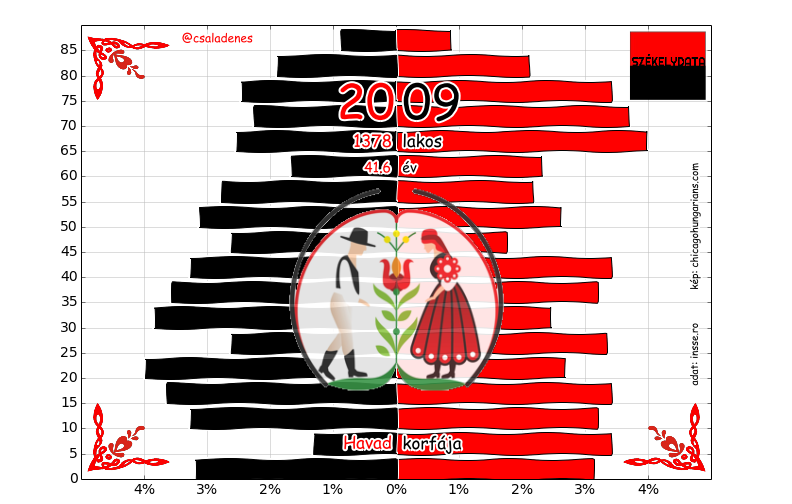 @csaladenes
SZÉKELYDATA
2009
1378 lakos
41.6 év
kép: chicagohungarians.com
adat: insse.ro
Havad korfája
85
80
75
70
65
60
55
50
45
40
35
30
25
20
15
10
5
0
4% 3% 2% 1% 0% 1% 2% 3% 4%